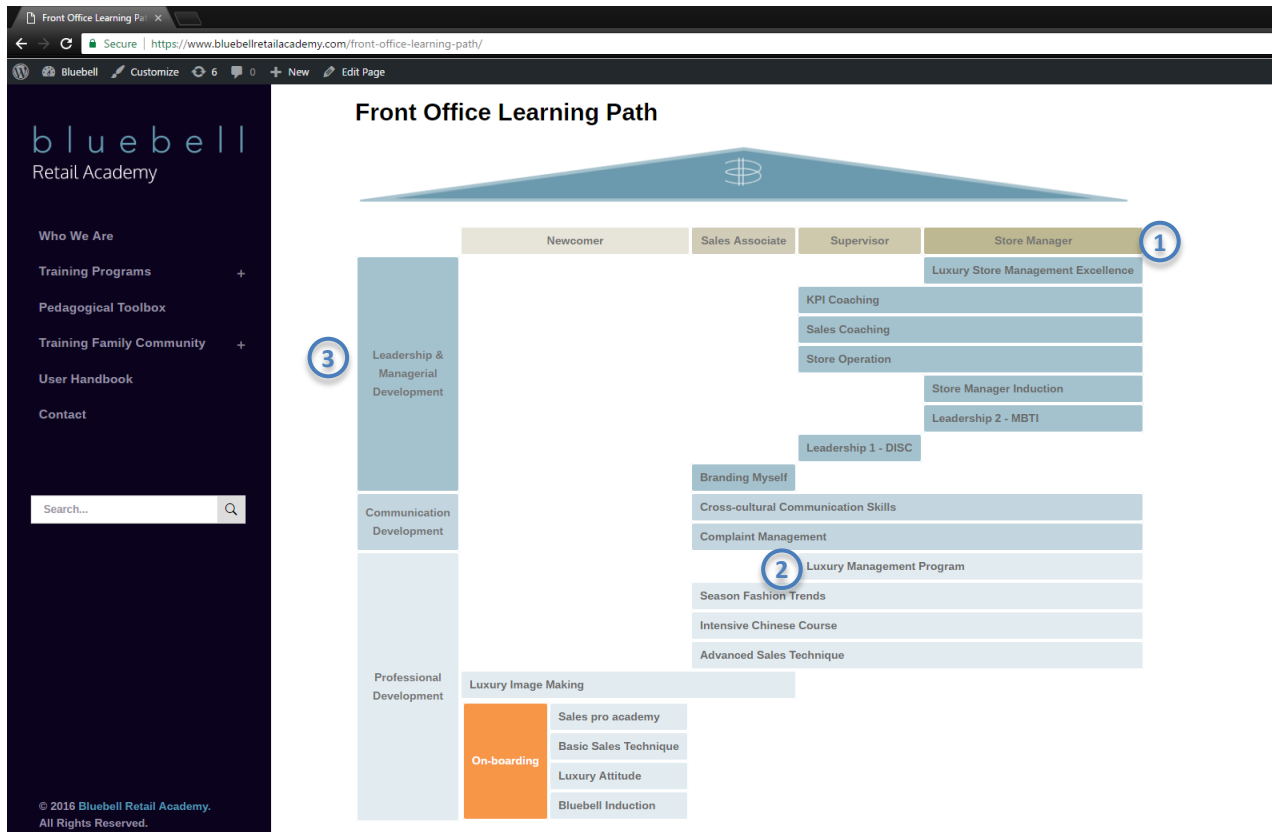 Front Office Learning Pat
Secure | https://www.bluebellretailacademy.com/front-office-learning-path/
Bluebell Customize 6 0 + New Edit Page
bluebell
Retail Academy
Who We Are
Training Programs +
Pedagogical Toolbox
Training Family Community +
User Handbook
Contact
Search...
© 2016 Bluebell Retail Academy.
All Rights Reserved.
Front Office Learning Path
Newcomer Sales Associate Supervisor Store Manager 1
3
Leadership &
Managerial
Development
Luxury Store Management Excellence
KPI Coaching
Sales Coaching
Store Operation
Store Manager Induction
Leadership 2 - MBTI
Leadership 1 - DISC
Branding Myself
Communication
Development
Cross-cultural Communication Skills
Complaint Management
Professional
Development
2 Luxury Management Program
Season Fashion Trends
Intensive Chinese Course
Advanced Sales Technique
Luxury Image Making
On-boarding
Sales pro academy
Basic Sales Technique
Luxury Attitude
Bluebell Induction